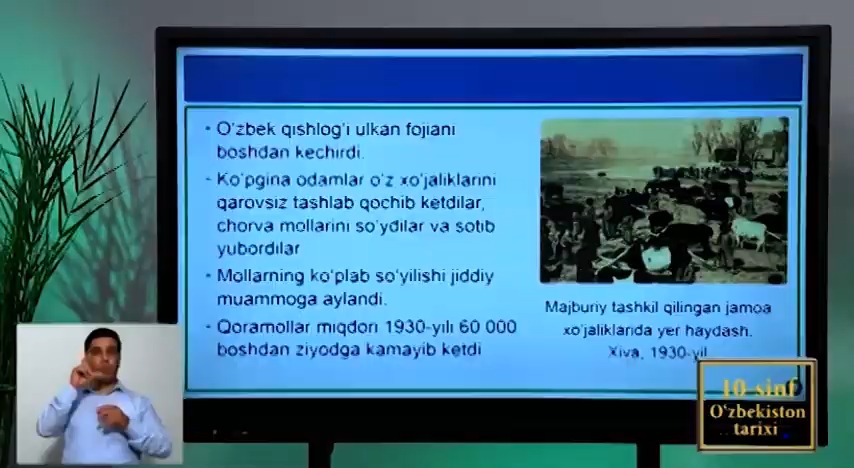 • O'zbek qishlog'i ulkan fojiani
boshdan kechirdi.
• Ko'pgina odamlar o'z xo'jaliklarini
qarovsiz tashlab qochib ketdilar,
chorva mollarini so'ydilar va sotib
yubordilar
• Mollarning ko'plab so'yilishi jiddiy
muammoga aylandi.
• Qoramollar miqdori 1930-yili 60 000
boshdan ziyodga kamayib ketdi
Majburiy tashkil qilingan jamoa
xo'jaliklarida yer haydash.
Xiva, 1930-yil
10-sinf
O'zbekiston
tarixi